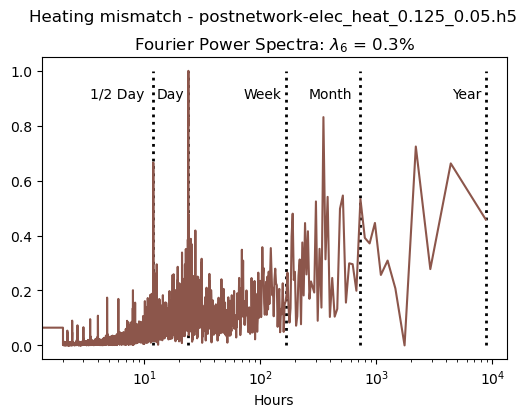 Heating mismatch - postnetwork-elec_heat_0.125_0.05.h5
Fourier Power Spectra: λ₆ = 0.3%
1.0
1/2 Day Day Week Month Year
0.8
0.6
0.4
0.2
0.0
10¹ 10² 10³ 10⁴
Hours